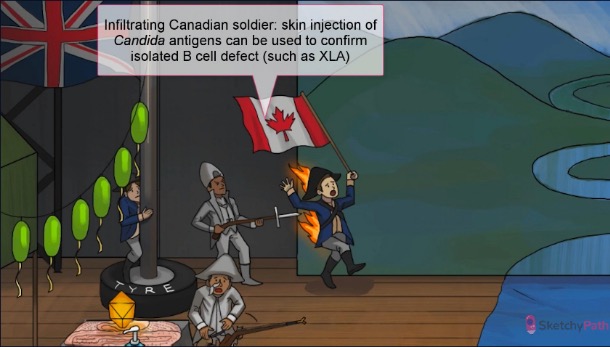 Infiltrating Canadian soldier: skin injection of
Candida antigens can be used to confirm
isolated B cell defect (such as XLA)
TYRE
SketchyPath